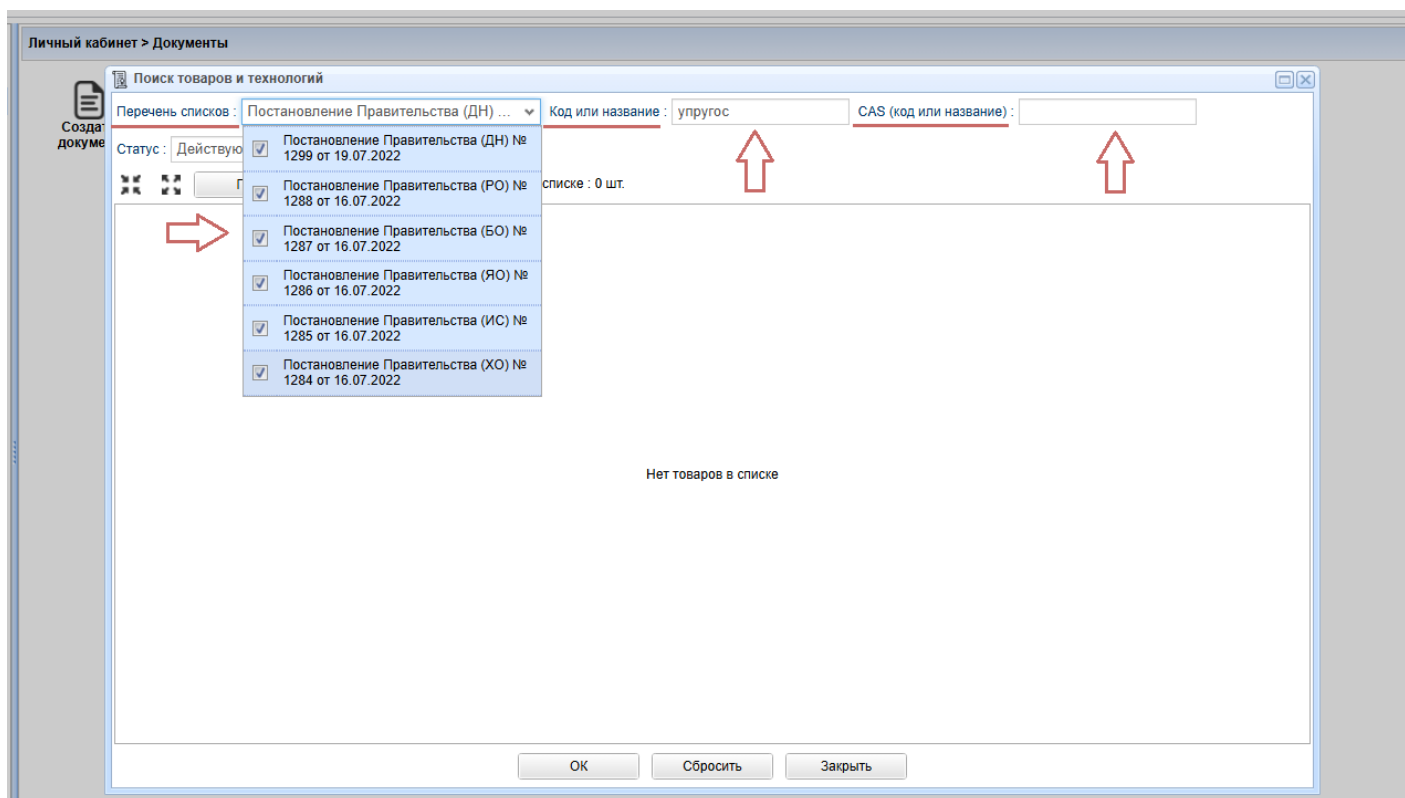 Личный кабинет > Документы
Поиск товаров и технологий
Создат
докуме
Перечень списков : Постановление Правительства (ДН) ... Код или название : упругос CAS (код или название) :
Статус : Действую
Постановление Правительства (ДН) №
1299 от 19.07.2022
Постановление Правительства (РО) №
1288 от 16.07.2022
П списке : 0 шт.
Постановление Правительства (БО) №
1287 от 16.07.2022
Постановление Правительства (ЯО) №
1286 от 16.07.2022
Постановление Правительства (ИС) №
1285 от 16.07.2022
Постановление Правительства (ХО) №
1284 от 16.07.2022
Нет товаров в списке
ОК Сбросить Закрыть